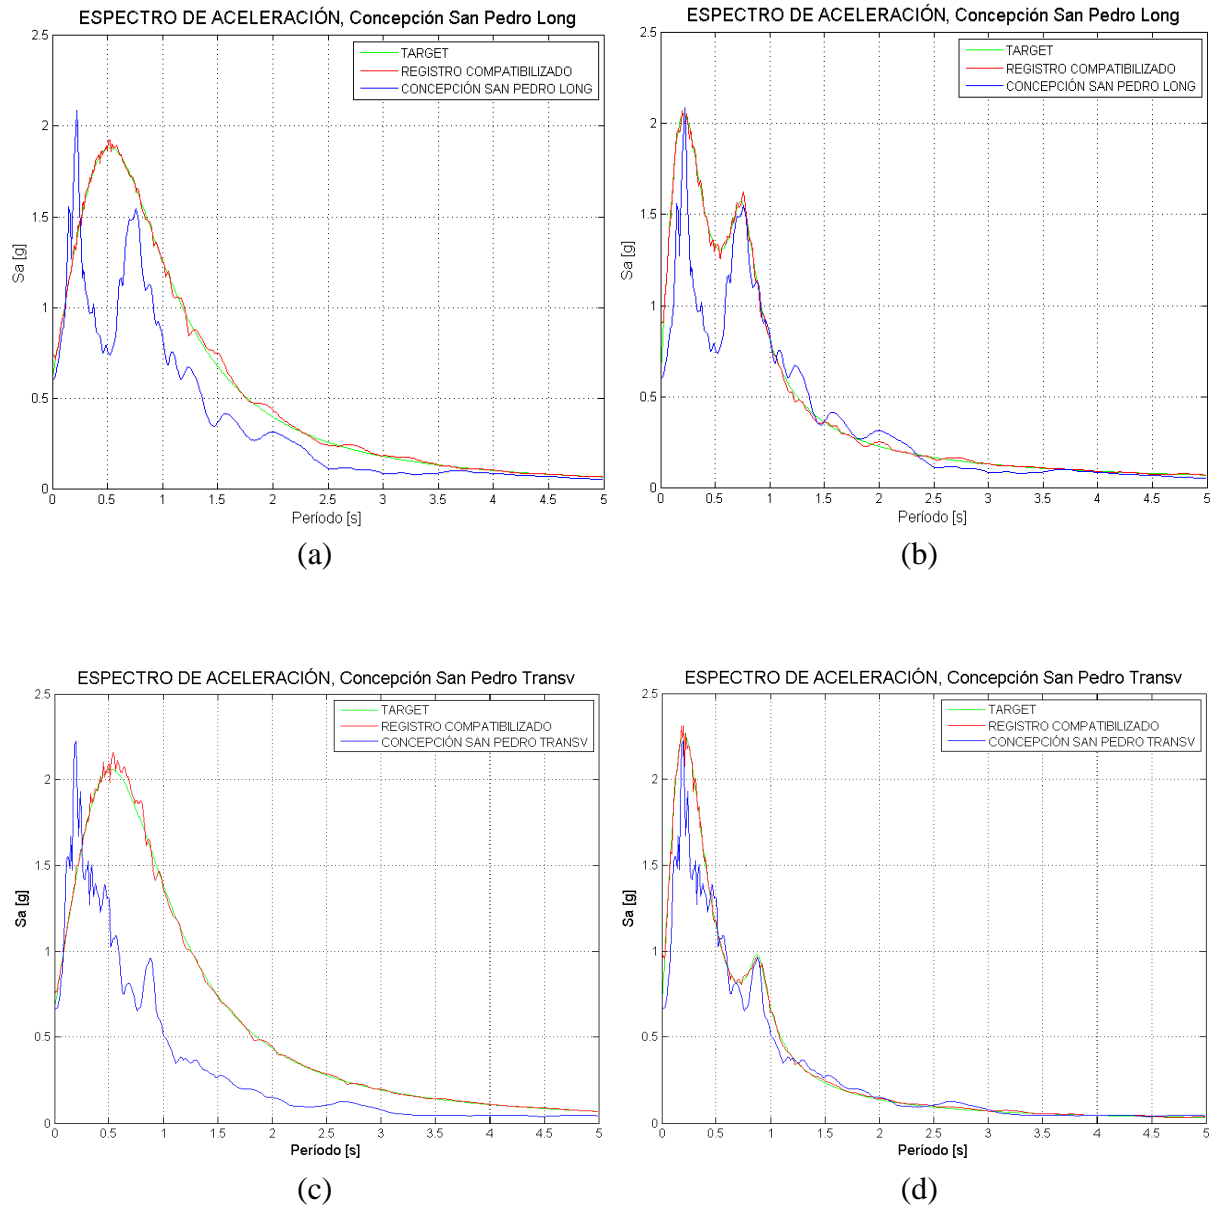 ESPECTRO DE ACELERACIÓN, Concepción San Pedro Long
TARGET
REGISTRO COMPATIBILIZADO
CONCEPCIÓN SAN PEDRO LONG
2.5
2
1.5
1
0.5
0
Sa [g]
0 0.5 1 1.5 2 2.5 3 3.5 4 4.5 5
Período [s]
(a)
ESPECTRO DE ACELERACIÓN, Concepción San Pedro Long
TARGET
REGISTRO COMPATIBILIZADO
CONCEPCIÓN SAN PEDRO LONG
2.5
2
1.5
1
0.5
0
Sa [g]
0 0.5 1 1.5 2 2.5 3 3.5 4 4.5 5
Período [s]
(b)
ESPECTRO DE ACELERACIÓN, Concepción San Pedro Transv
TARGET
REGISTRO COMPATIBILIZADO
CONCEPCIÓN SAN PEDRO TRANSV
2.5
2
1.5
1
0.5
0
Sa [g]
0 0.5 1 1.5 2 2.5 3 3.5 4 4.5 5
Período [s]
(c)
ESPECTRO DE ACELERACIÓN, Concepción San Pedro Transv
TARGET
REGISTRO COMPATIBILIZADO
CONCEPCIÓN SAN PEDRO TRANSV
2.5
2
1.5
1
0.5
0
Sa [g]
0 0.5 1 1.5 2 2.5 3 3.5 4 4.5 5
Período [s]
(d)